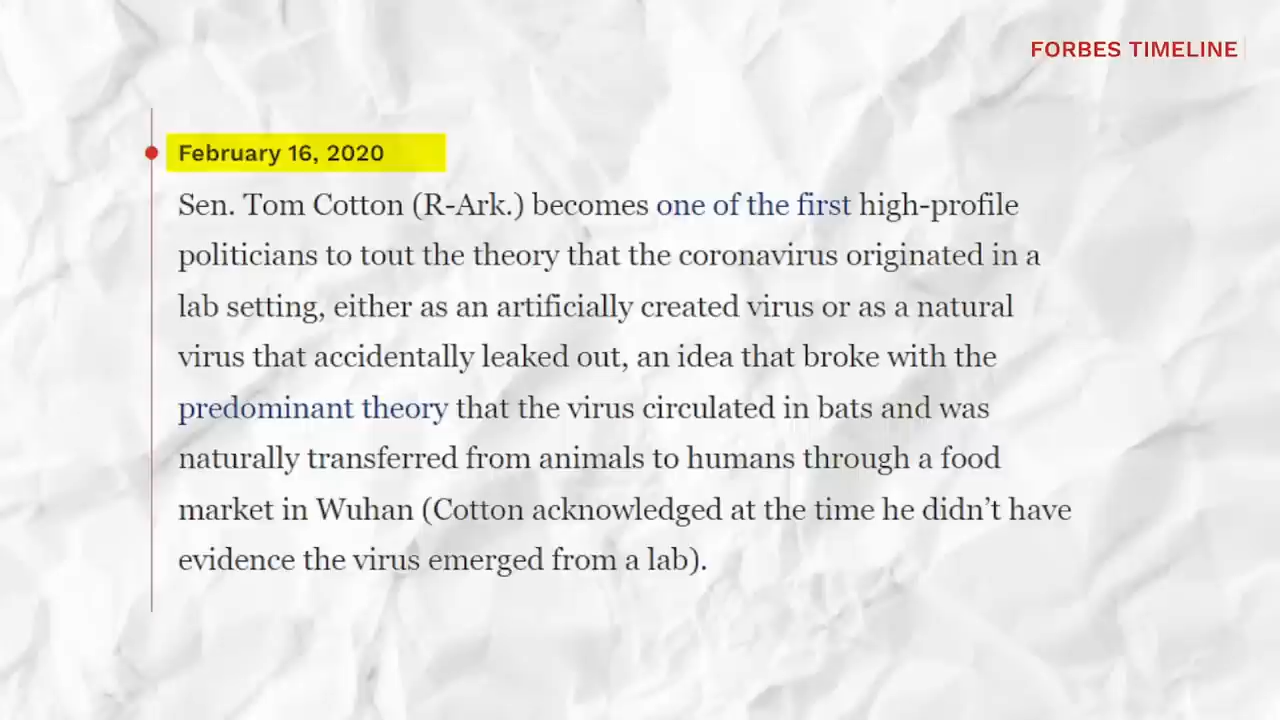 FORBES TIMELINE
February 16, 2020
Sen. Tom Cotton (R-Ark.) becomes one of the first high-profile
politicians to tout the theory that the coronavirus originated in a
lab setting, either as an artificially created virus or as a natural
virus that accidentally leaked out, an idea that broke with the
predominant theory that the virus circulated in bats and was
naturally transferred from animals to humans through a food
market in Wuhan (Cotton acknowledged at the time he didn’t have
evidence the virus emerged from a lab).